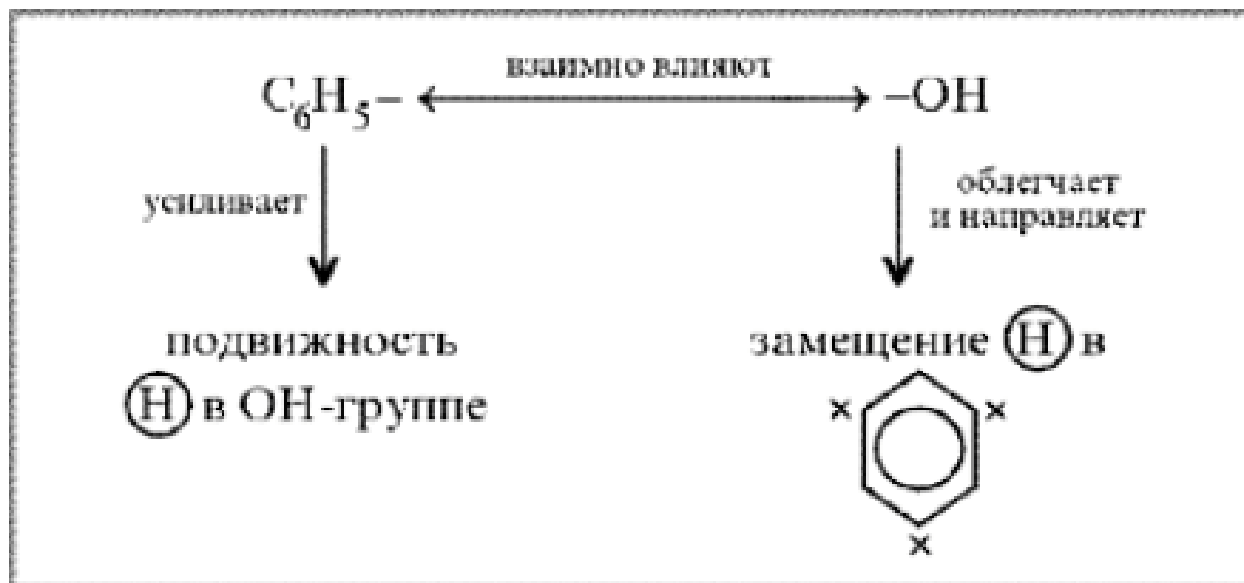 взаимно влияют
C₆H₅– –OH
усиливает
облегчает
и направляет
подвижность
H в OH-группе
замещение H в
x x
x